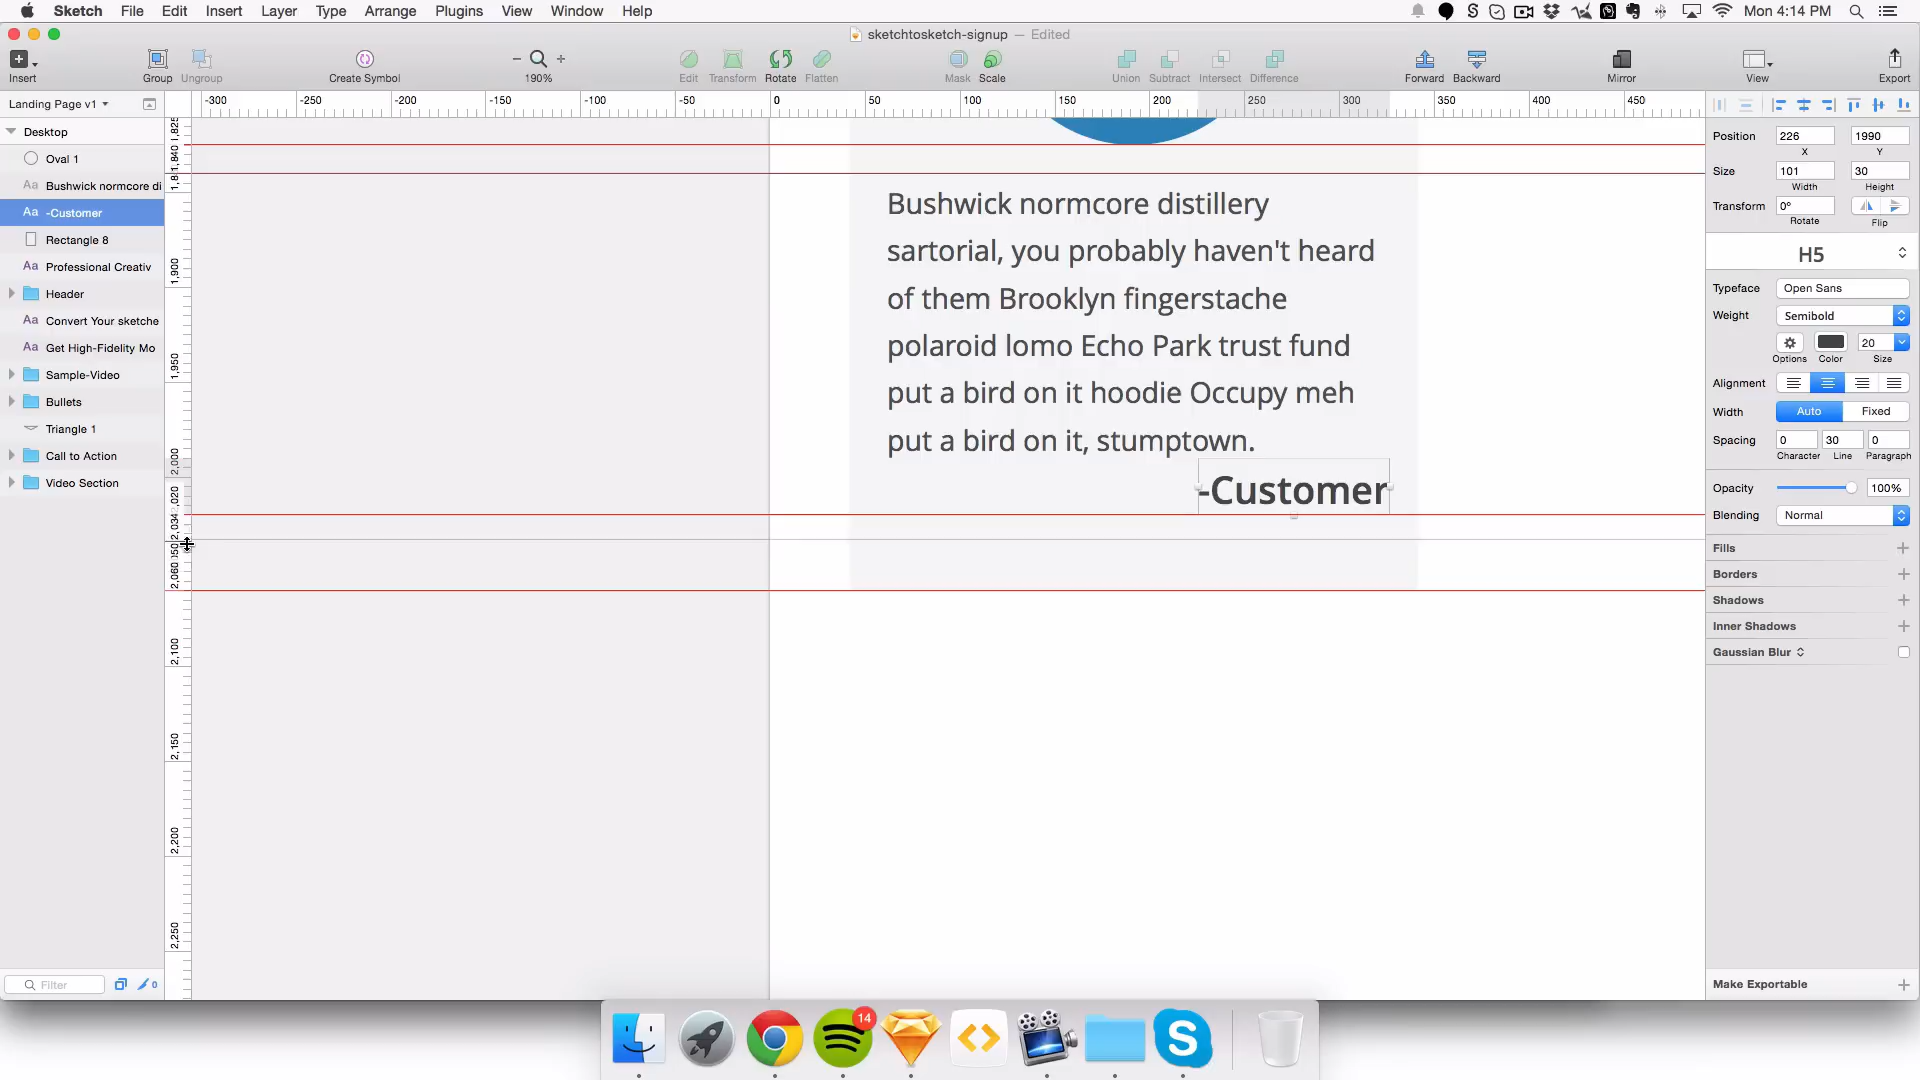 Sketch File Edit Insert Layer Type Arrange Plugins View Window Help Mon 4:14 PM
sketchtosketch-signup — Edited
Insert Group Ungroup Create Symbol 190% Edit Transform Rotate Flatten Mask Scale Union Subtract Intersect Difference Forward Backward Mirror View Export
Landing Page v1
-300 -250 -200 -150 -100 -50 0 50 100 150 200 250 300 350 400 450
Desktop
Oval 1
Bushwick normcore di
-Customer
Rectangle 8
Professional Creativ
Header
Convert Your sketche
Get High-Fidelity Mo
Sample-Video
Bullets
Triangle 1
Call to Action
Video Section
Filter
0
1,840
1,900
1,950
2,000
2,020
2,034
2,060
2,100
2,150
2,200
2,250
Bushwick normcore distillery
sartorial, you probably haven't heard
of them Brooklyn fingerstache
polaroid lomo Echo Park trust fund
put a bird on it hoodie Occupy meh
put a bird on it, stumptown.
-Customer
Position 226 1990
X Y
Size 101 30
Width Height
Transform 0º
Rotate Flip
H5
Typeface Open Sans
Weight Semibold
20
Options Color Size
Alignment
Width Auto Fixed
Spacing 0 30 0
Character Line Paragraph
Opacity 100%
Blending Normal
Fills
Borders
Shadows
Inner Shadows
Gaussian Blur
Make Exportable
14